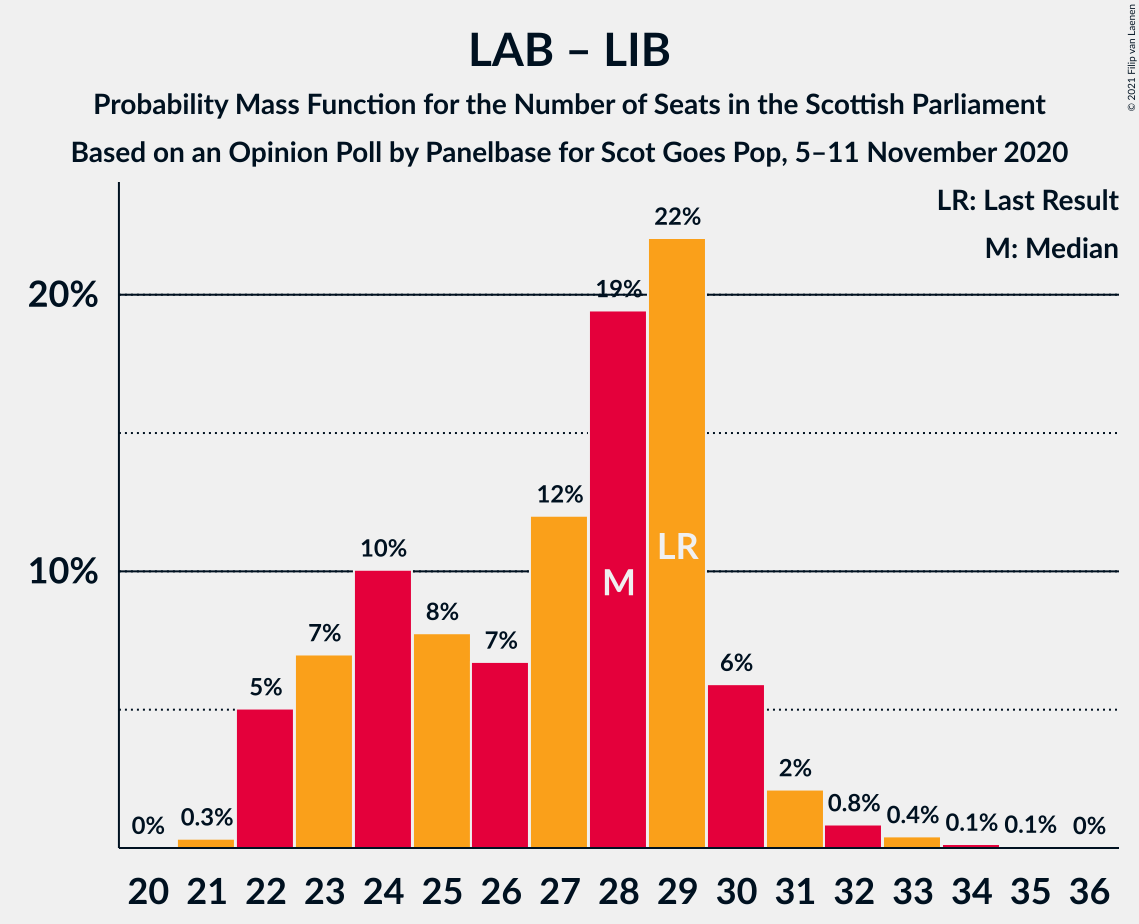 LAB – LIB
Probability Mass Function for the Number of Seats in the Scottish Parliament
Based on an Opinion Poll by Panelbase for Scot Goes Pop, 5–11 November 2020
© 2021 Filip van Laenen
LR: Last Result
M: Median
20%
10%
0%
0.3%
5%
7%
10%
8%
7%
12%
19%
22%
6%
2%
0.8%
0.4%
0.1%
0.1%
0%
M
LR
20 21 22 23 24 25 26 27 28 29 30 31 32 33 34 35 36